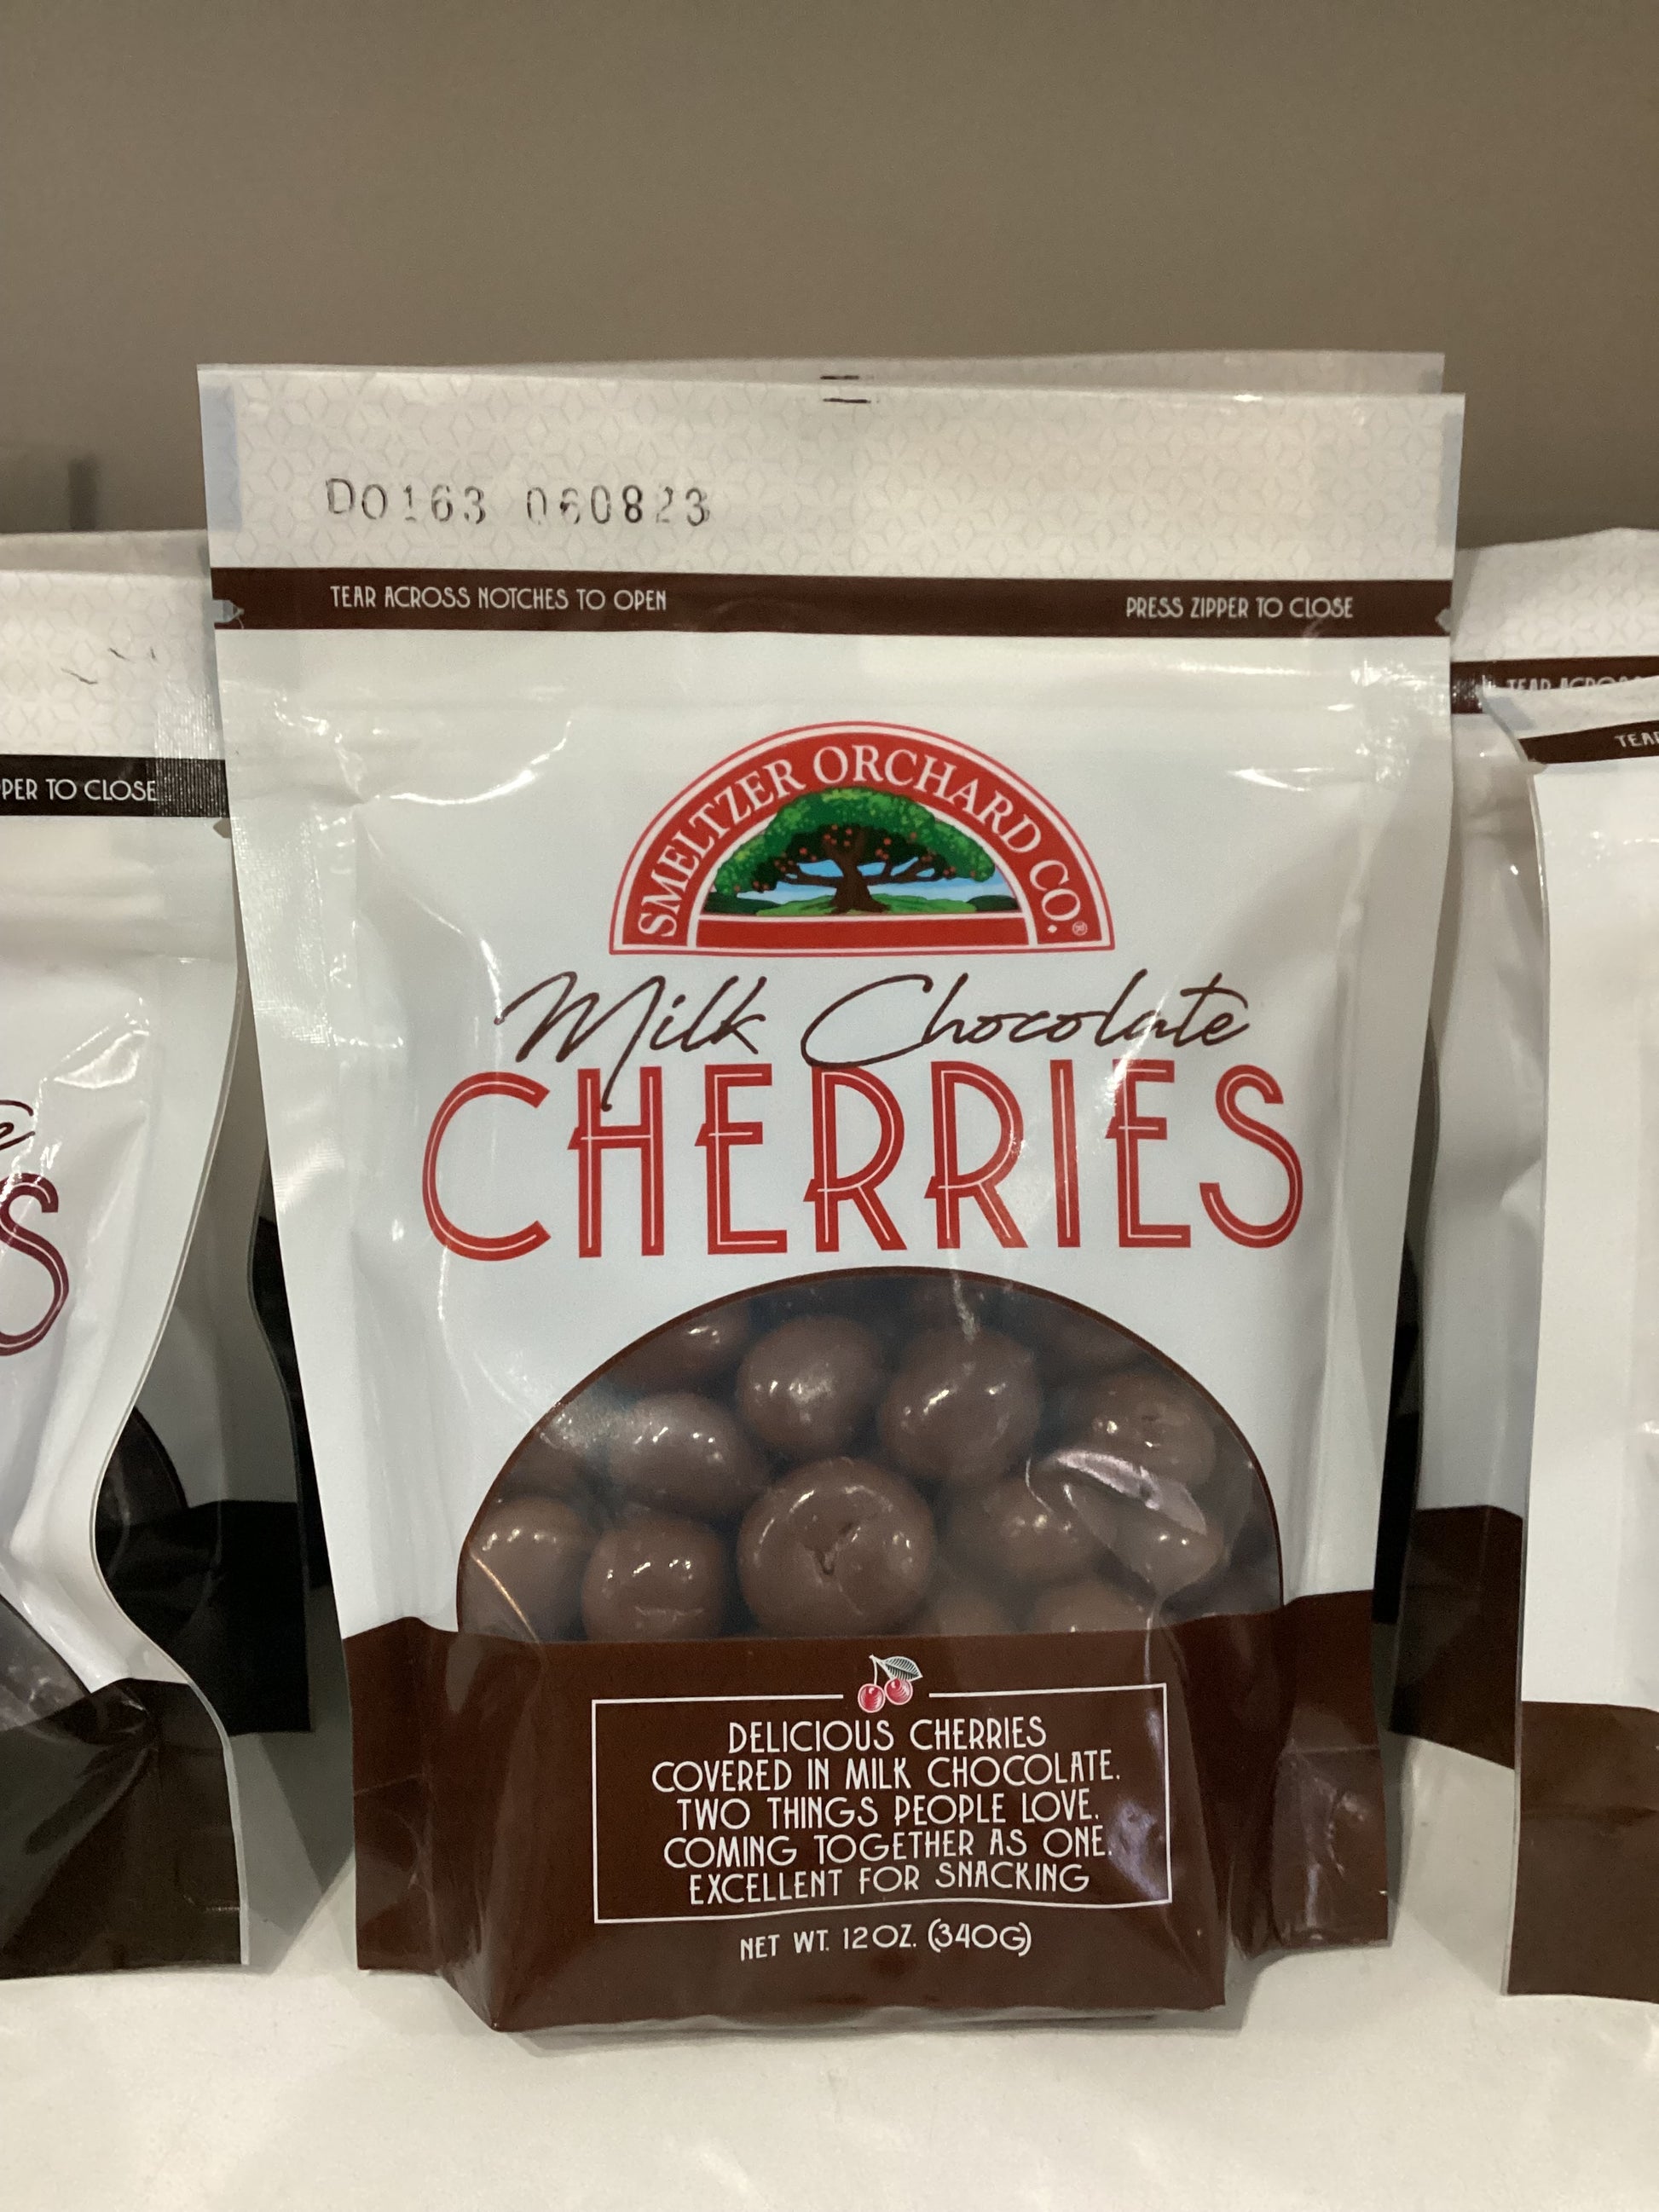 D0163 060823
TEAR ACROSS NOTCHES TO OPEN
PRESS ZIPPER TO CLOSE
SMELTZER ORCHARD CO.®
Milk Chocolate
CHERRIES
DELICIOUS CHERRIES
COVERED IN MILK CHOCOLATE.
TWO THINGS PEOPLE LOVE.
COMING TOGETHER AS ONE.
EXCELLENT FOR SNACKING
NET WT. 12OZ. (340G)
TO CLOSE
TEAR